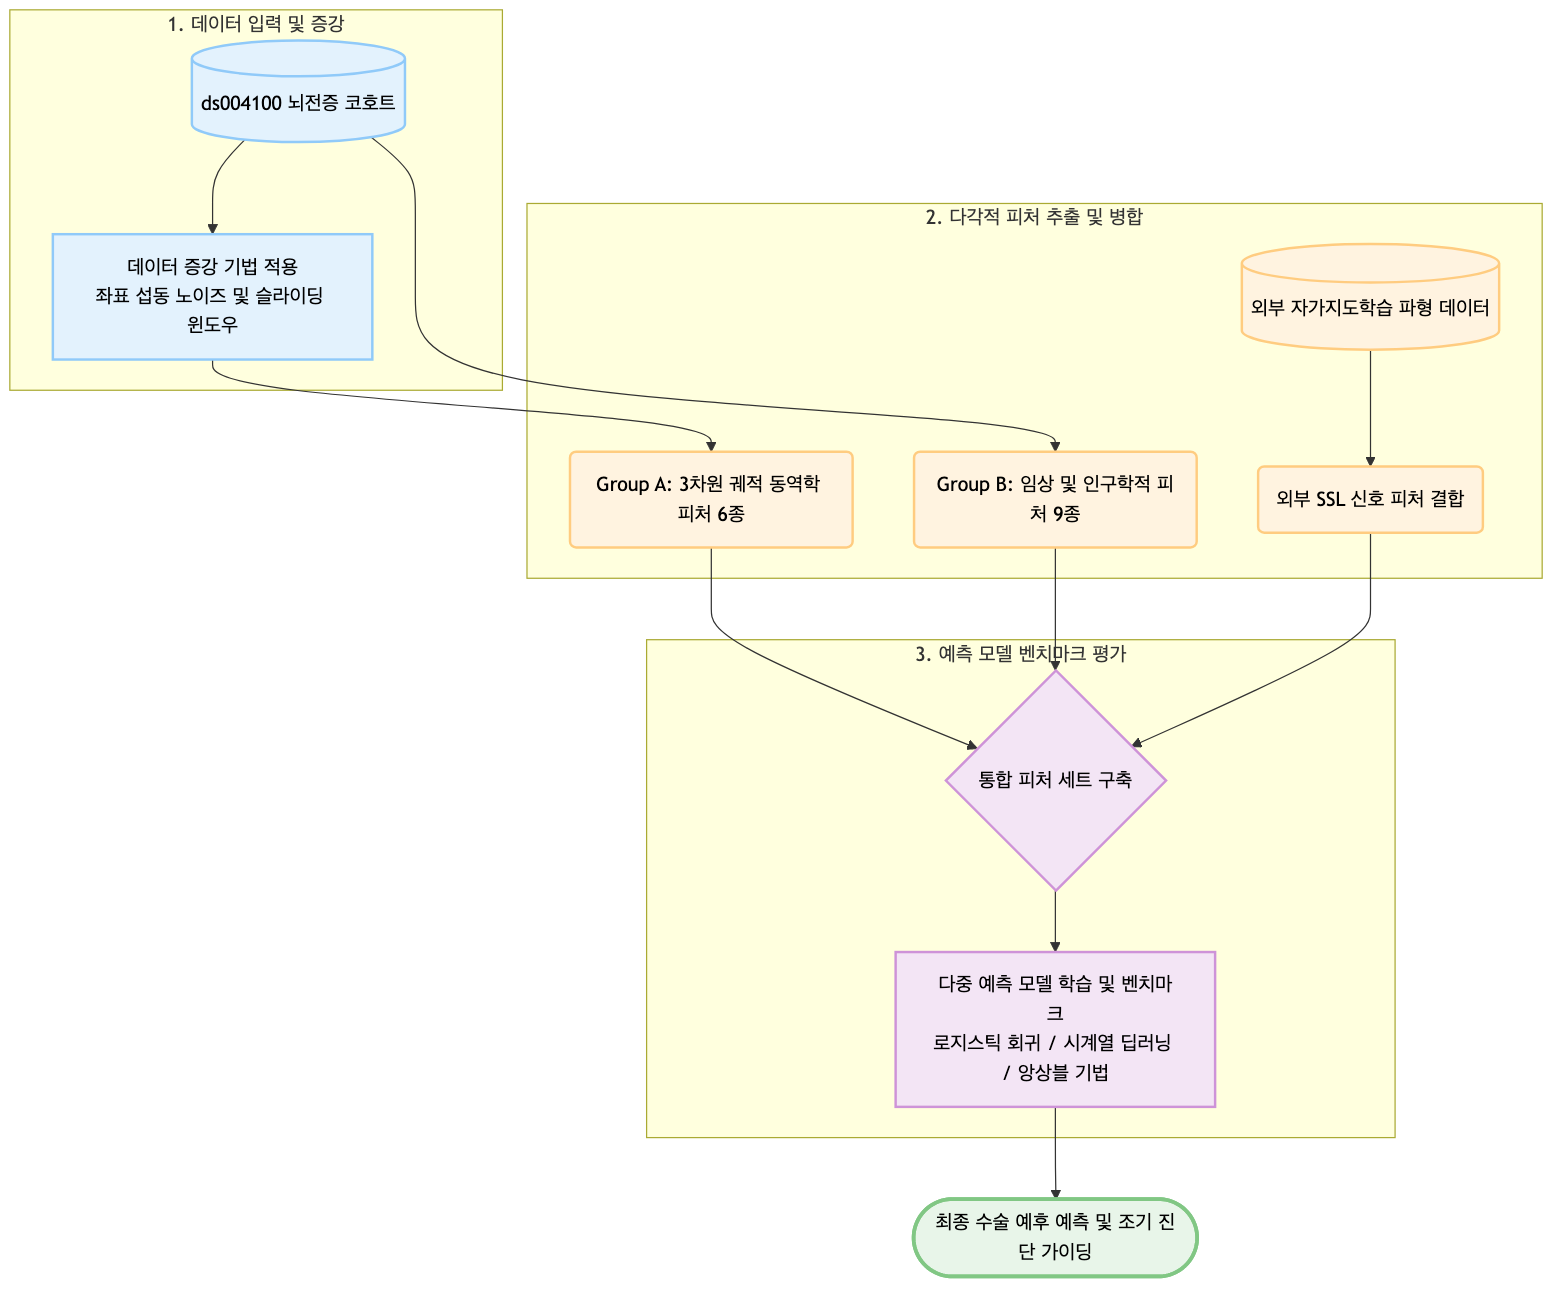 1. 데이터 입력 및 증강
ds004100 뇌전증 코호트
데이터 증강 기법 적용
좌표 섭동 노이즈 및 슬라이딩
윈도우
2. 다각적 피처 추출 및 병합
외부 자가지도학습 파형 데이터
Group A: 3차원 궤적 동역학
피처 6종
Group B: 임상 및 인구학적 피
처 9종
외부 SSL 신호 피처 결합
3. 예측 모델 벤치마크 평가
통합 피처 세트 구축
다중 예측 모델 학습 및 벤치마
크
로지스틱 회귀 / 시계열 딥러닝
/ 앙상블 기법
최종 수술 예후 예측 및 조기 진
단 가이딩